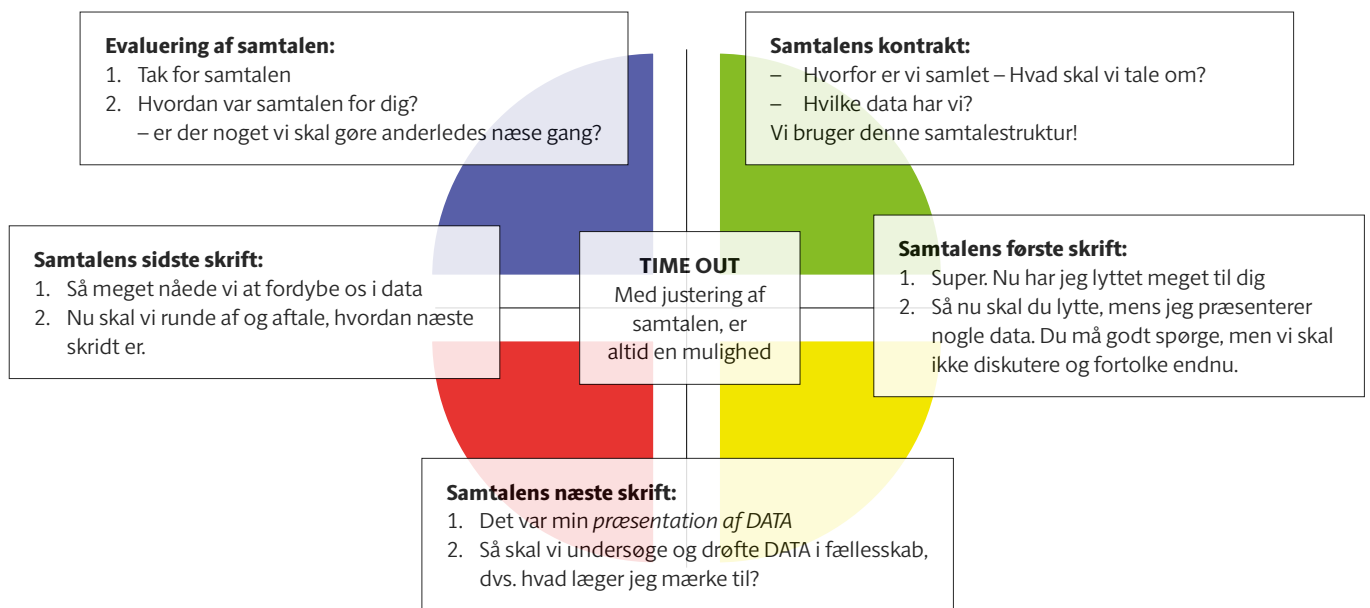 Evaluering af samtalen:
1. Tak for samtalen
2. Hvordan var samtalen for dig?
– er der noget vi skal gøre anderledes næse gang?
Samtalens kontrakt:
– Hvorfor er vi samlet – Hvad skal vi tale om?
– Hvilke data har vi?
Vi bruger denne samtalestruktur!
Samtalens sidste skrift:
1. Så meget nåede vi at fordybe os i data
2. Nu skal vi runde af og aftale, hvordan næste
skridt er.
TIME OUT
Med justering af
samtalen, er
altid en mulighed
Samtalens første skrift:
1. Super. Nu har jeg lyttet meget til dig
2. Så nu skal du lytte, mens jeg præsenterer
nogle data. Du må godt spørge, men vi skal
ikke diskutere og fortolke endnu.
Samtalens næste skrift:
1. Det var min præsentation af DATA
2. Så skal vi undersøge og drøfte DATA i fællesskab,
dvs. hvad læger jeg mærke til?